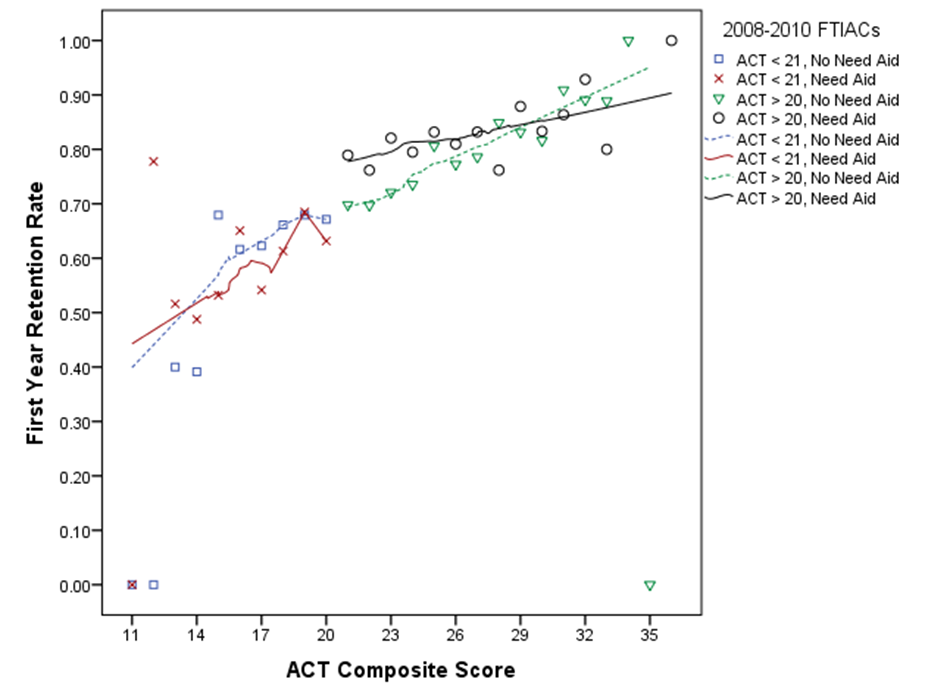 2008-2010 FTIACs
ACT < 21, No Need Aid
ACT < 21, Need Aid
ACT > 20, No Need Aid
ACT > 20, Need Aid
ACT < 21, No Need Aid
ACT < 21, Need Aid
ACT > 20, No Need Aid
ACT > 20, Need Aid
First Year Retention Rate
1.00
0.90
0.80
0.70
0.60
0.50
0.40
0.30
0.20
0.10
0.00
11 14 17 20 23 26 29 32 35
ACT Composite Score